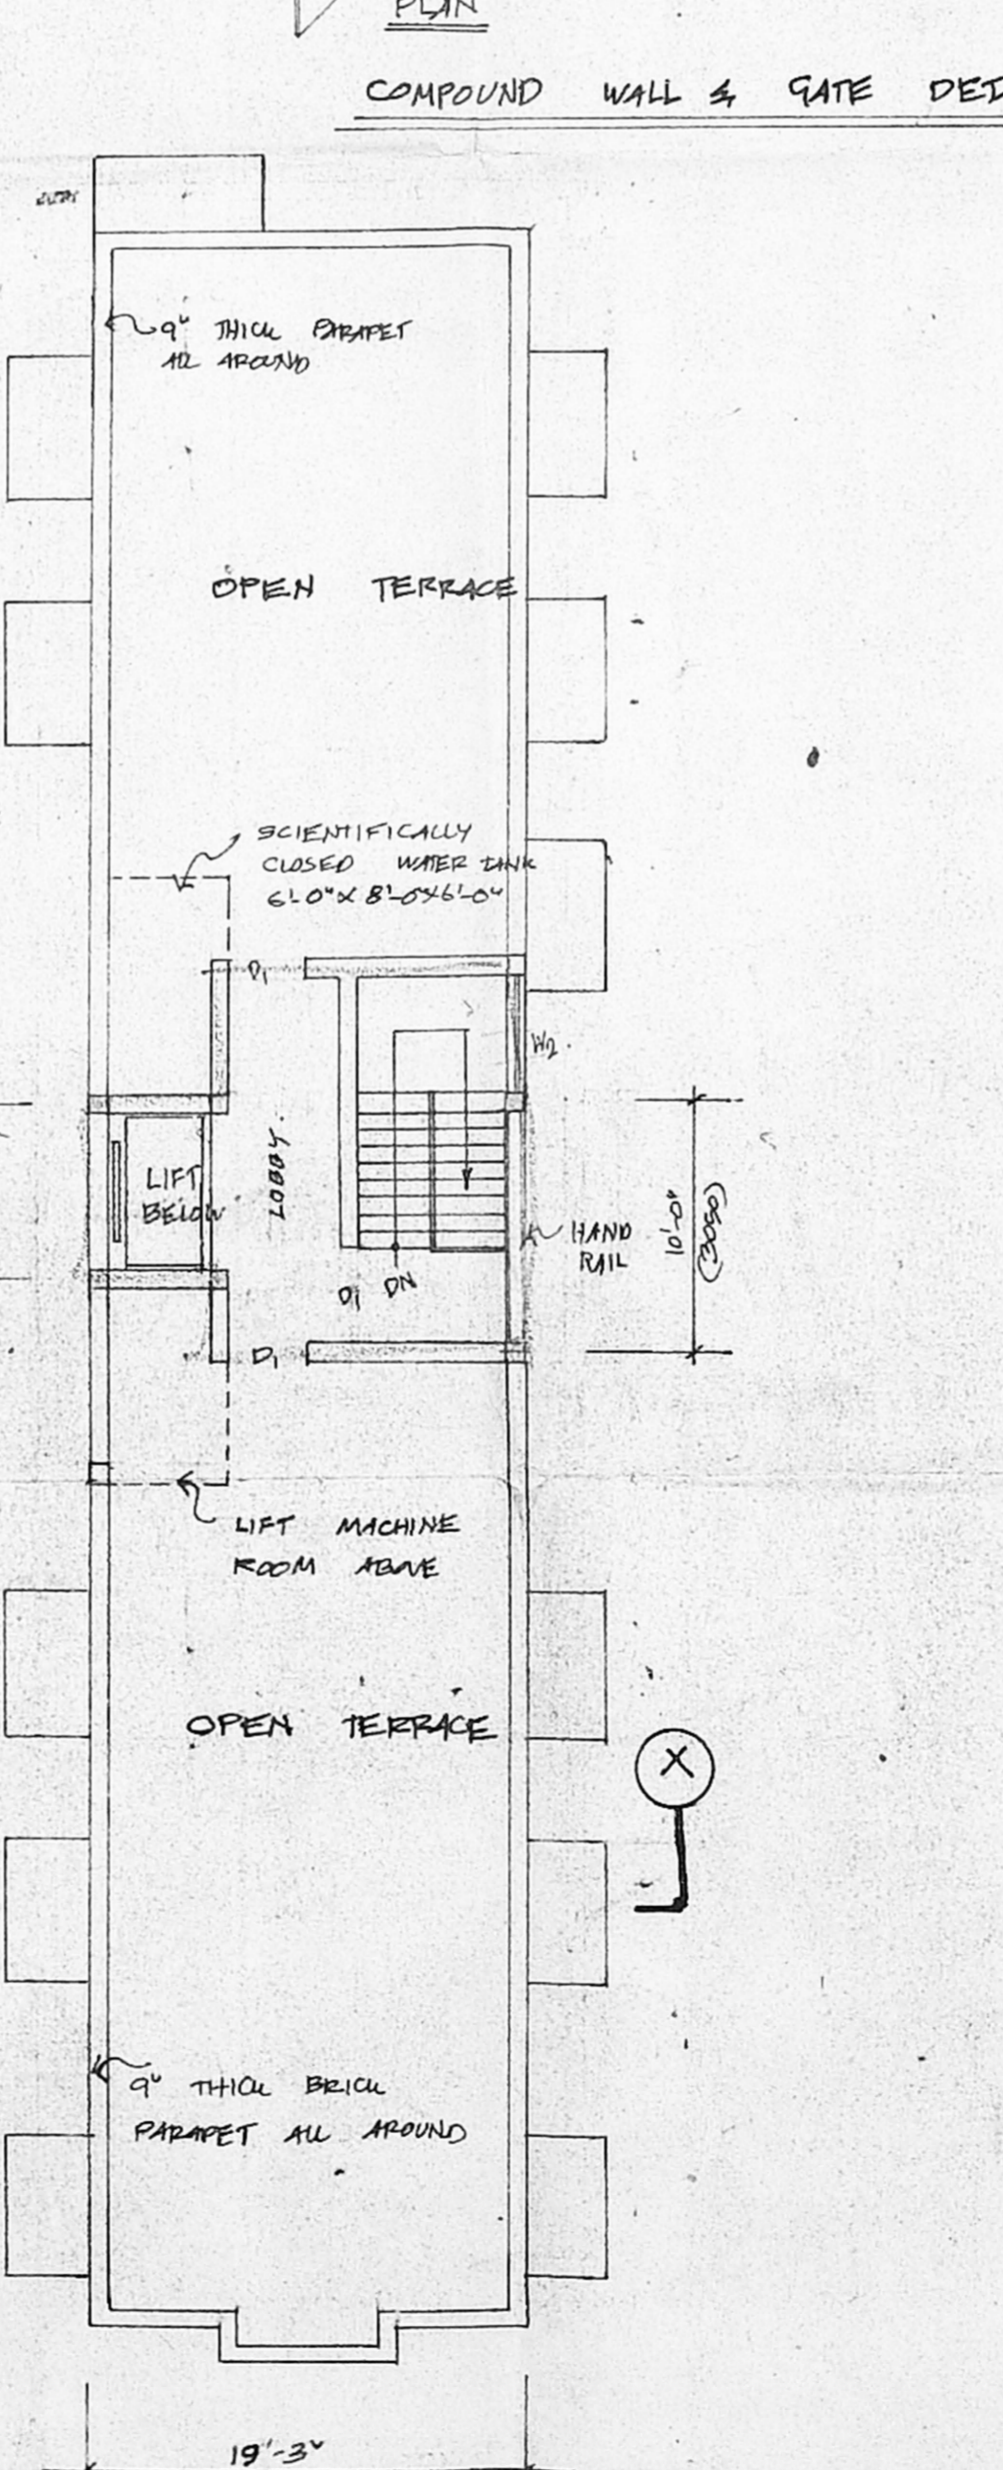 PLAN
COMPOUND WALL & GATE DET
9" THICK PARAPET
ALL AROUND
OPEN TERRACE
SCIENTIFICALLY
CLOSED WATER TANK
6'-0" X 8'-0" X 6'-0"
D1
W2.
LOBBY.
LIFT
BELOW
HAND
RAIL
10'-0"
(3050)
D1 DN
D1
LIFT MACHINE
ROOM ABOVE
OPEN TERRACE
X
9" THICK BRICK
PARAPET ALL AROUND
19'-3"